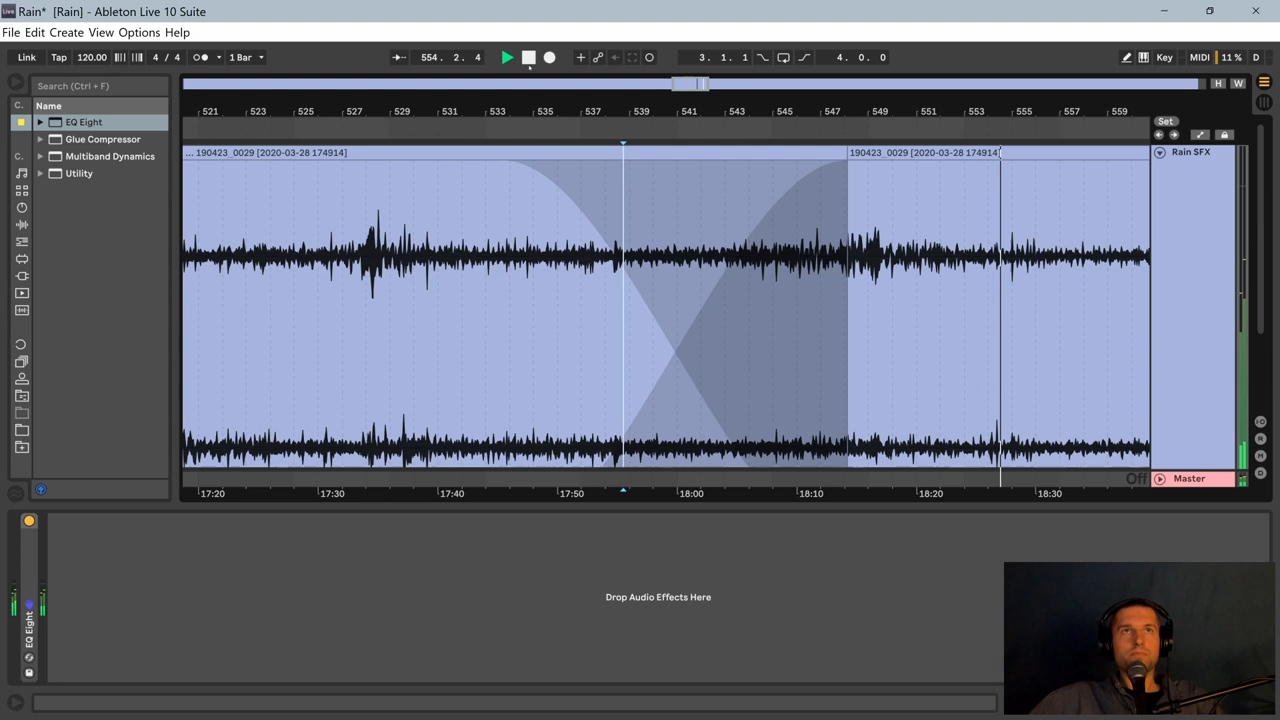 Live Rain* [Rain] - Ableton Live 10 Suite
File Edit Create View Options Help
Link Tap 120.00 4 / 4 1 Bar 554. 2. 4 3. 1. 1 4. 0. 0 Key MIDI 11 % D
Search (Ctrl + F) H W
C. Name 521 523 525 527 529 531 533 535 537 539 541 543 545 547 549 551 553 555 557 559
EQ Eight Set
Glue Compressor
C. Multiband Dynamics ... 190423_0029 [2020-03-28 174914] 190423_0029 [2020-03-28 174914] Rain SFX
Utility
Off Master
17:20 17:30 17:40 17:50 18:00 18:10 18:20 18:30
EQ Eight
Drop Audio Effects Here